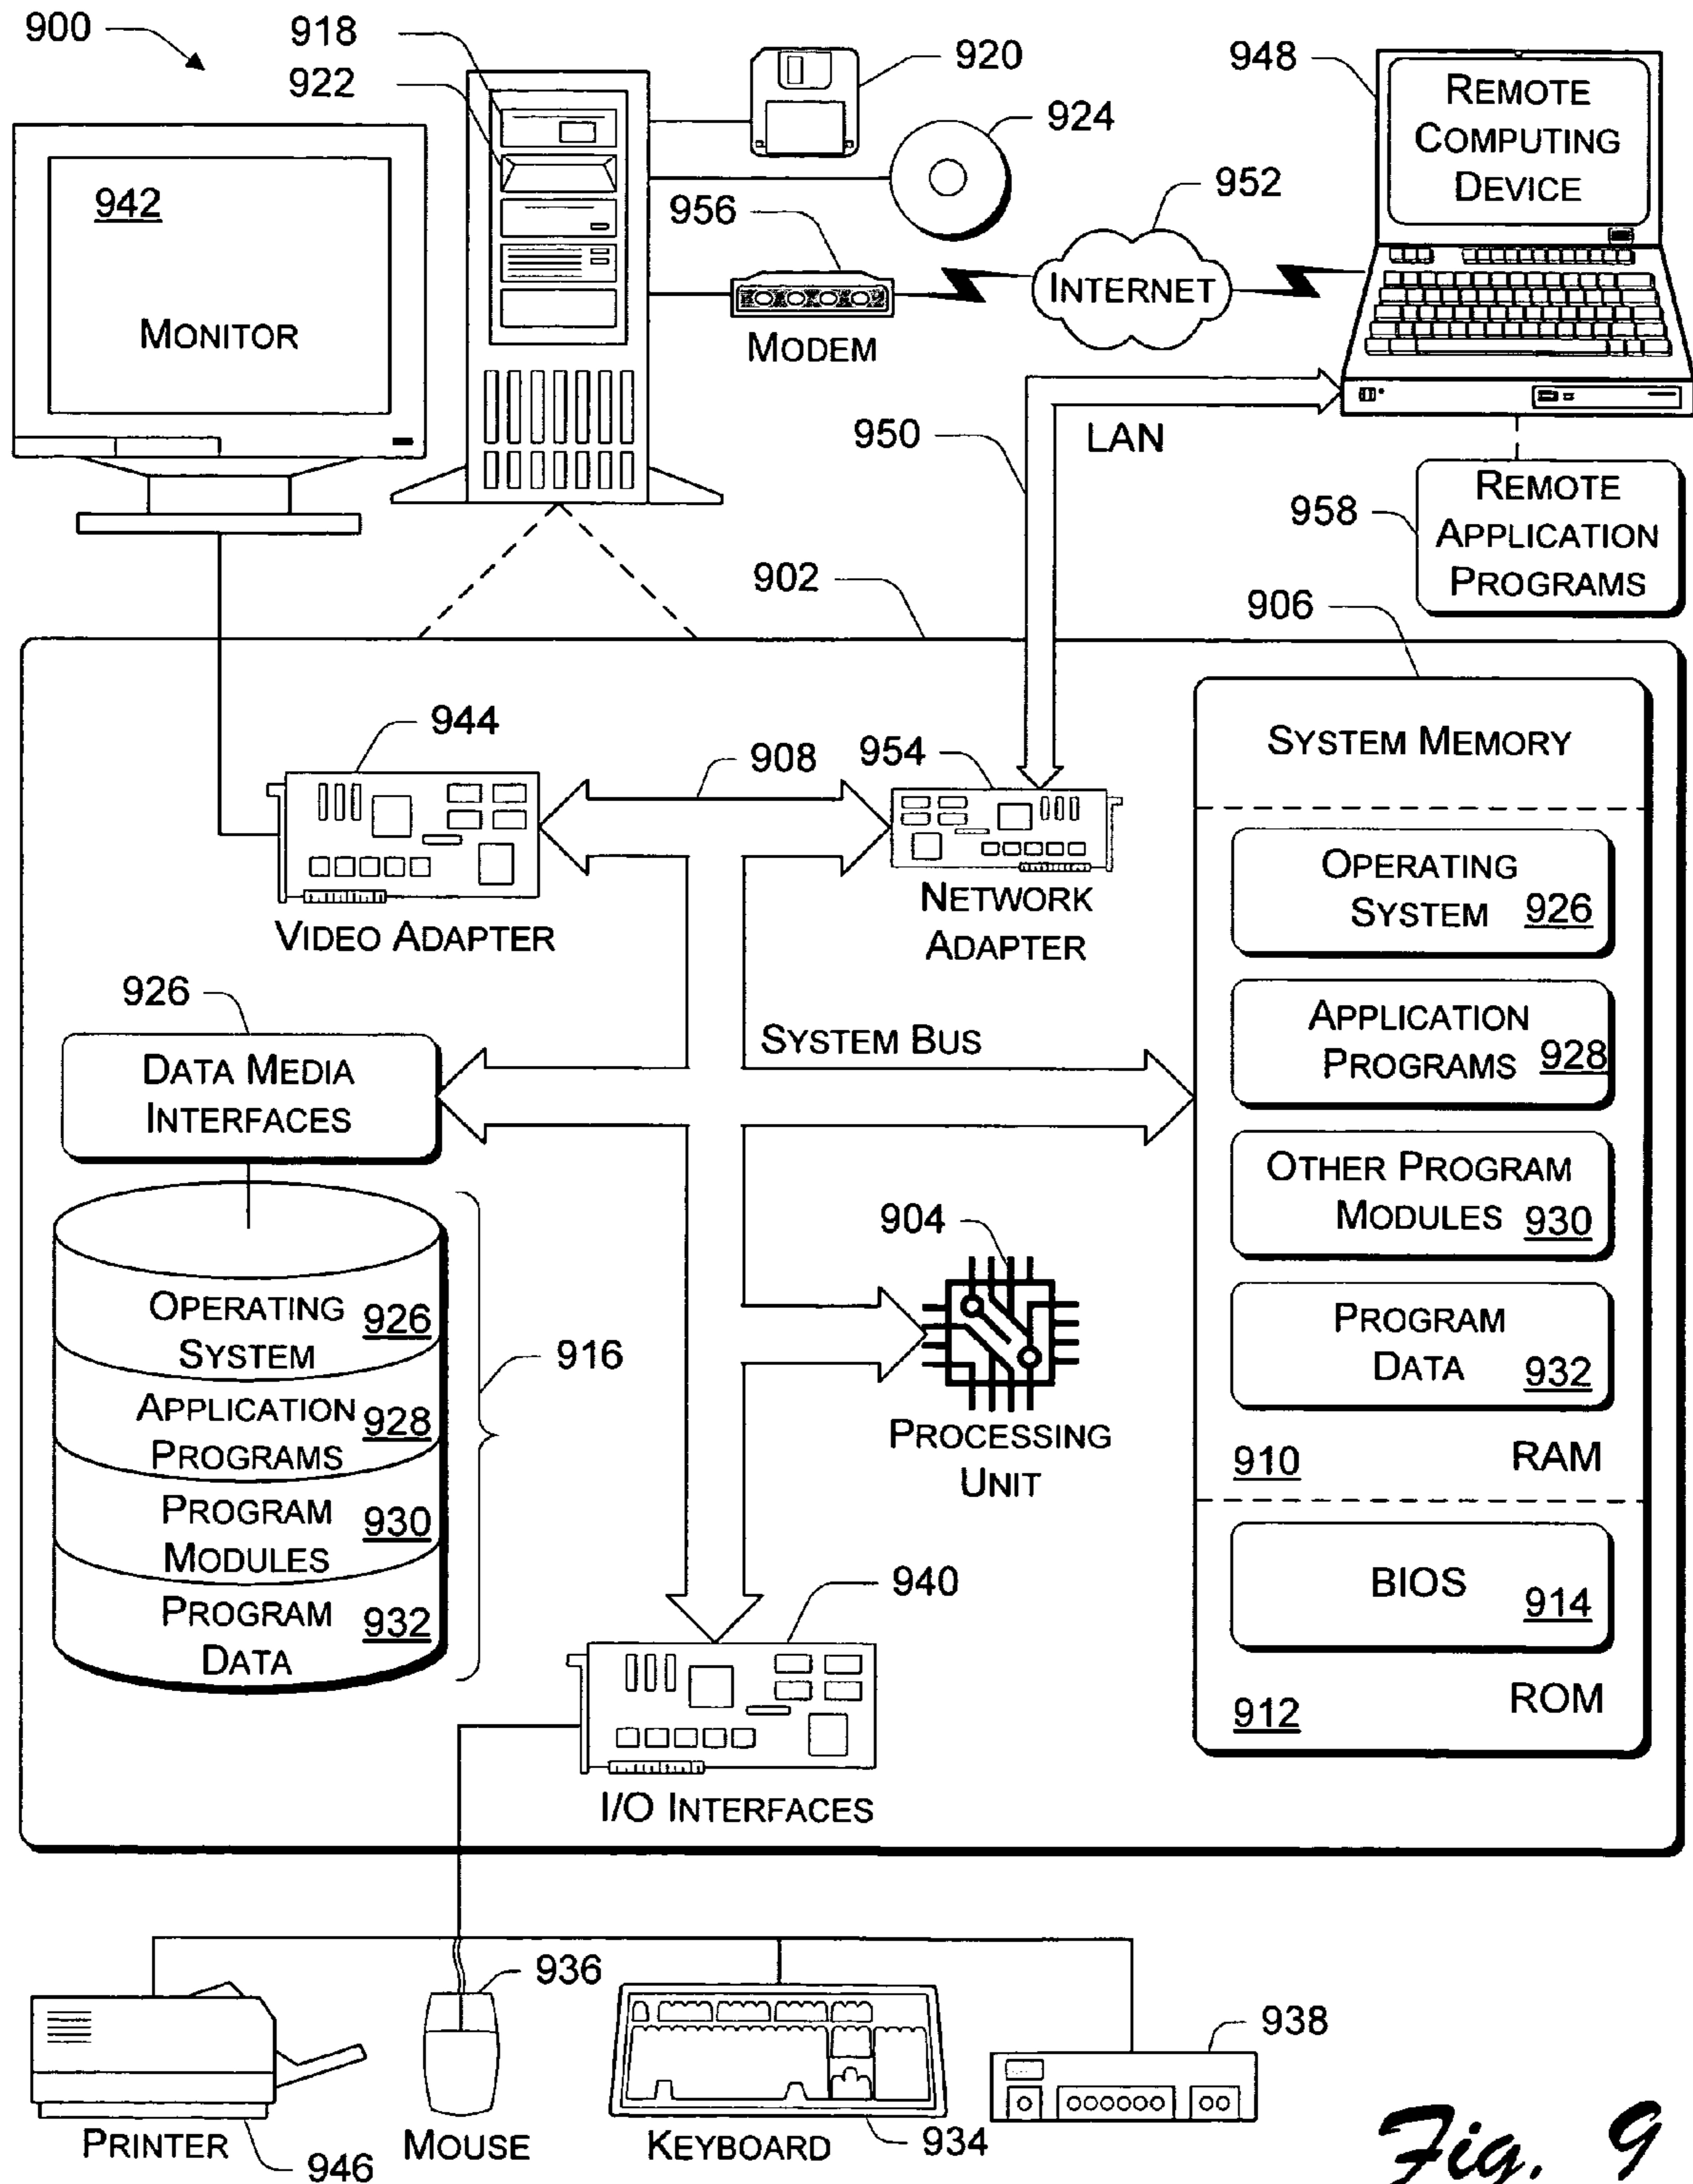 900
918
922
920
924
948
REMOTE
COMPUTING
DEVICE
942
MONITOR
956
MODEM
952
INTERNET
950
LAN
REMOTE
APPLICATION
PROGRAMS
958
902
906
SYSTEM MEMORY
944
VIDEO ADAPTER
908
954
NETWORK
ADAPTER
OPERATING
SYSTEM 926
APPLICATION
PROGRAMS 928
OTHER PROGRAM
MODULES 930
PROGRAM
DATA 932
910 RAM
BIOS 914
912 ROM
926
DATA MEDIA
INTERFACES
SYSTEM BUS
OPERATING
SYSTEM 926
APPLICATION
PROGRAMS 928
PROGRAM
MODULES 930
PROGRAM
DATA 932
916
904
PROCESSING
UNIT
940
I/O INTERFACES
PRINTER
946
936
MOUSE
KEYBOARD
934
938
Fig. 9